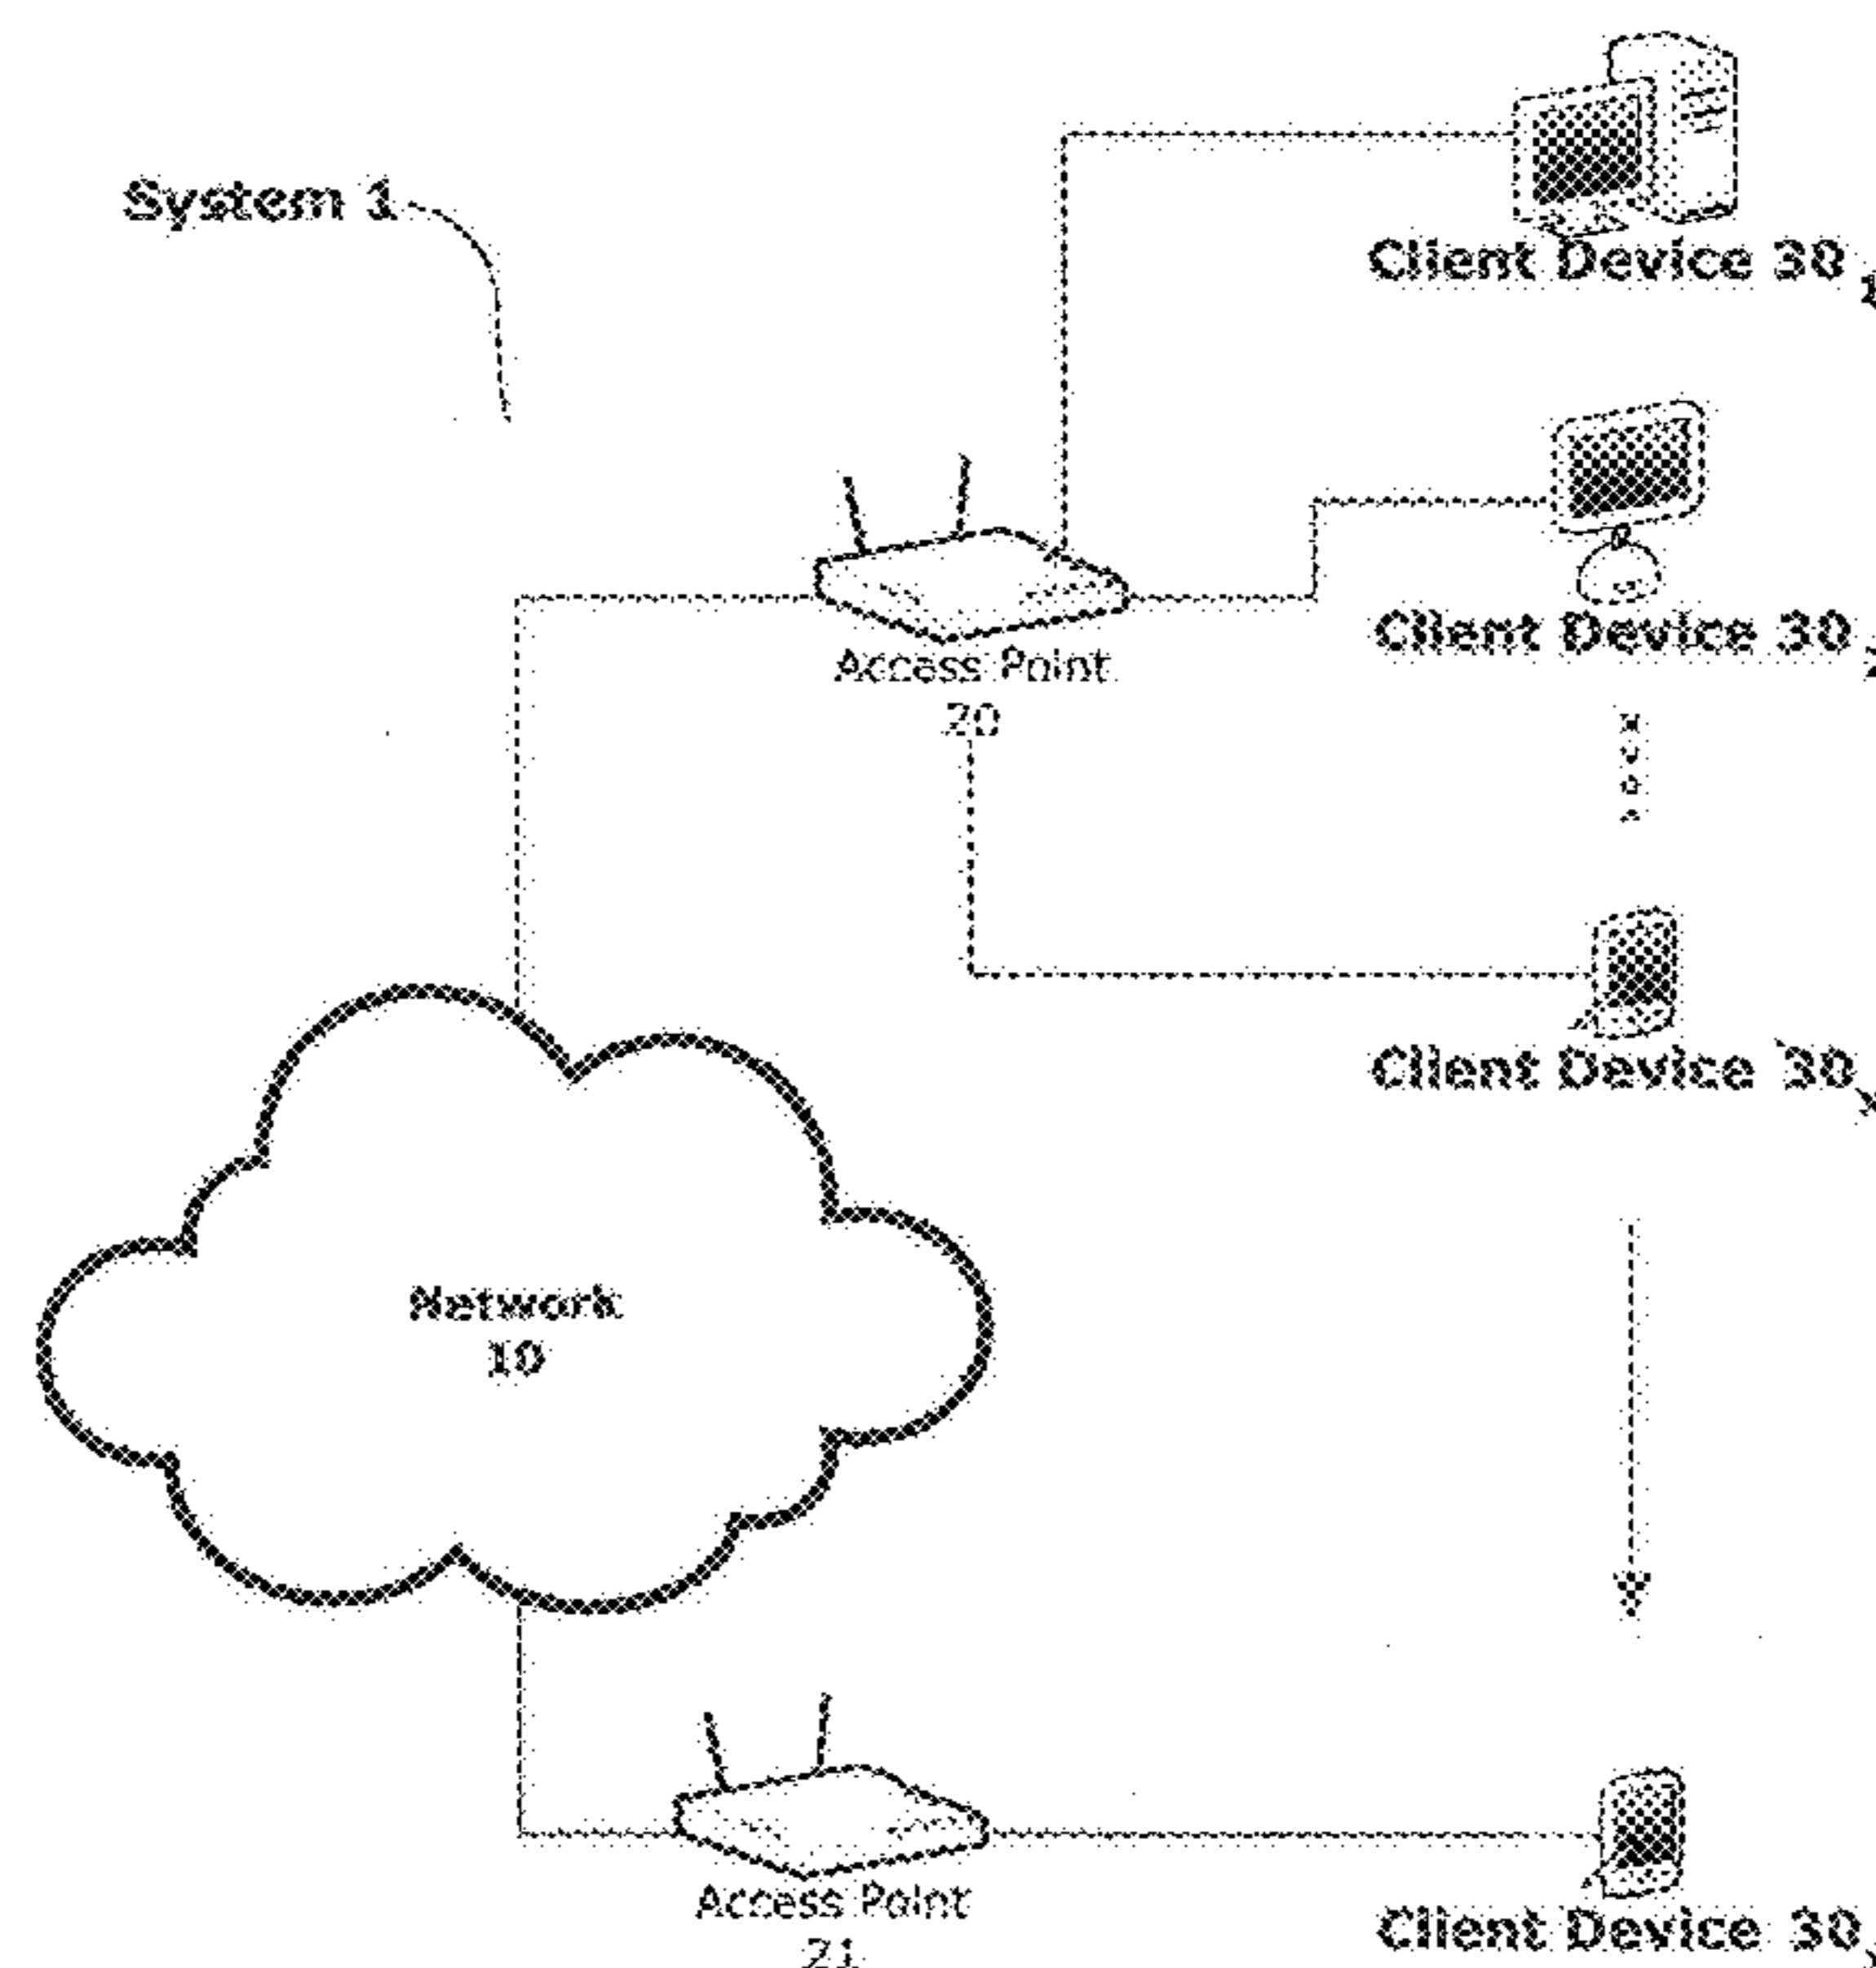 System 1
Client Device 30
Client Device 30
Access Point
20
Client Device 30
Network
10
Access Point
21
Client Device 30